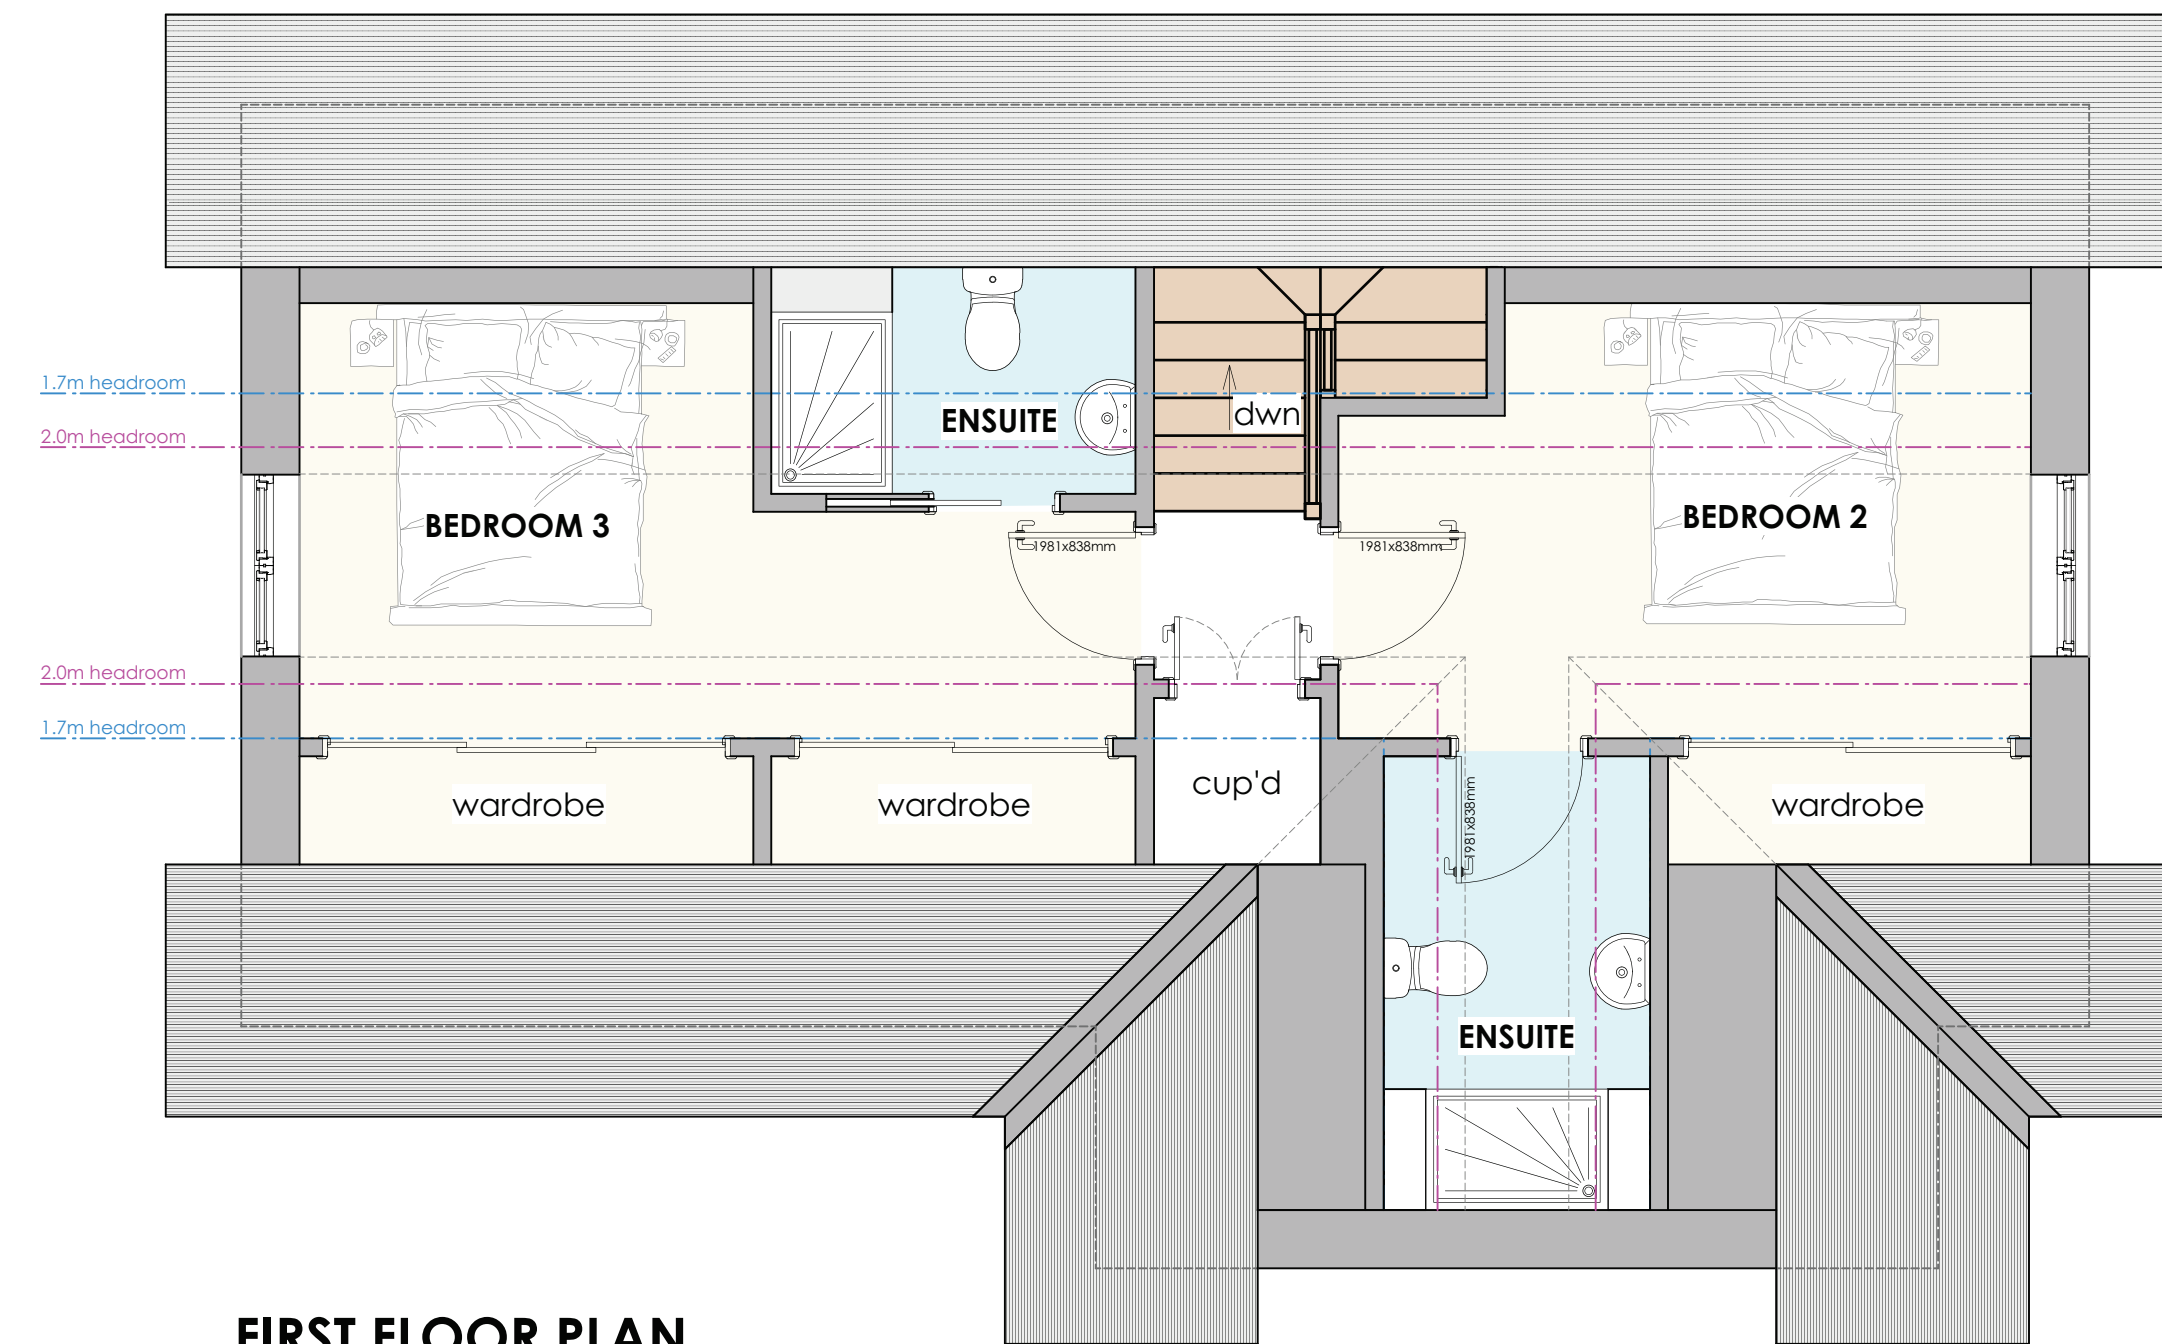 1.7m headroom
ENSUITE
dwn
2.0m headroom
BEDROOM 3
BEDROOM 2
1981x838mm
1981x838mm
2.0m headroom
1.7m headroom
cup'd
wardrobe
wardrobe
1981x838mm
wardrobe
ENSUITE
FIRST FLOOR PLAN